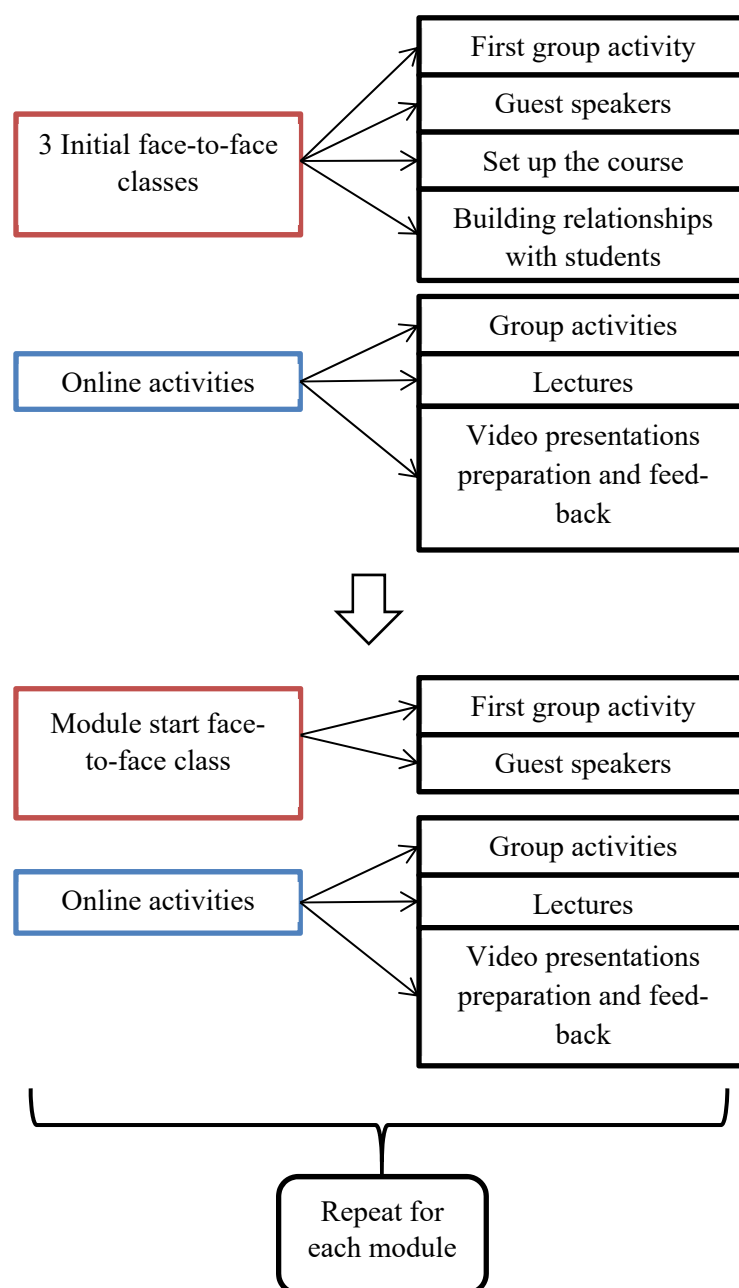 3 Initial face-to-face
classes
First group activity
Guest speakers
Set up the course
Building relationships
with students
Online activities
Group activities
Lectures
Video presentations
preparation and feed-
back
Module start face-
to-face class
First group activity
Guest speakers
Online activities
Group activities
Lectures
Video presentations
preparation and feed-
back
Repeat for
each module